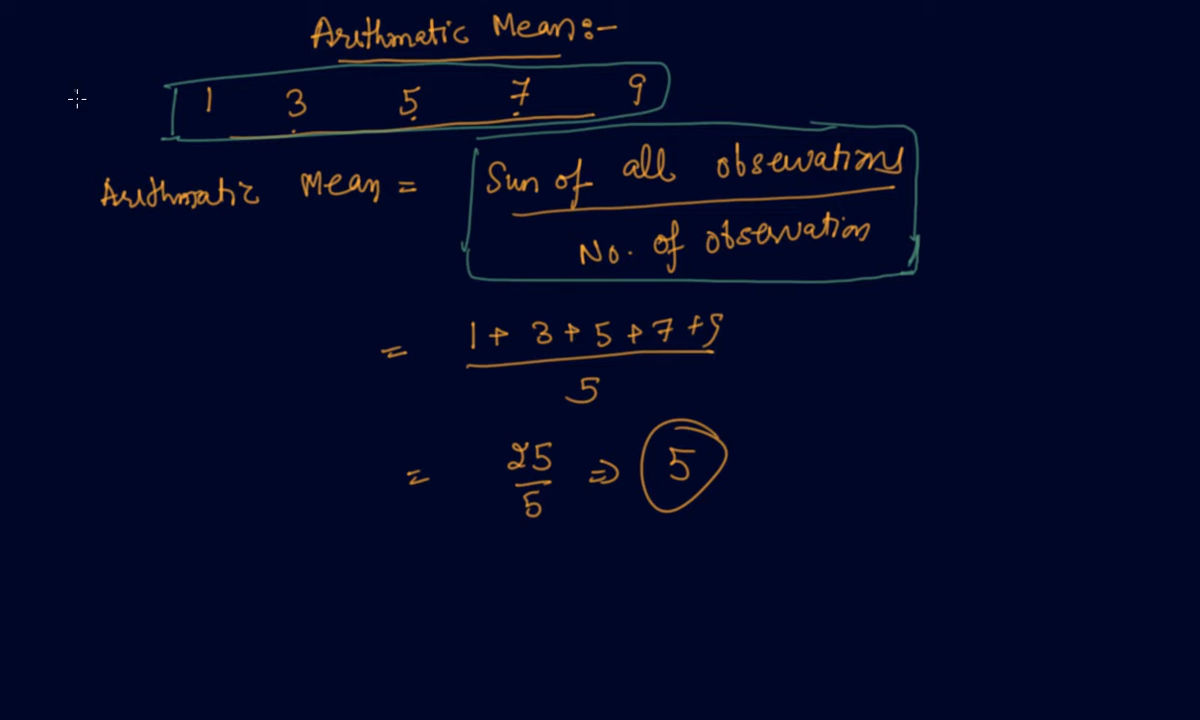 Arithmatic Mean:-
1 3 5 7 9
Arithmatic Mean = Sum of all observations
No. of observation
= 1 + 3 + 5 + 7 + 9
5
= 25
5
⇒ 5